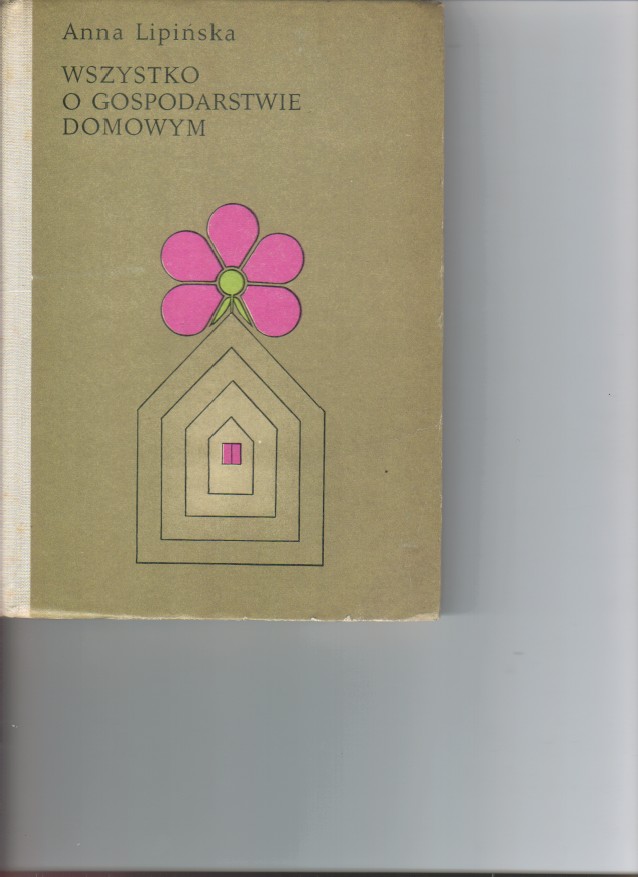 Anna Lipińska
WSZYSTKO
O GOSPODARSTWIE
DOMOWYM